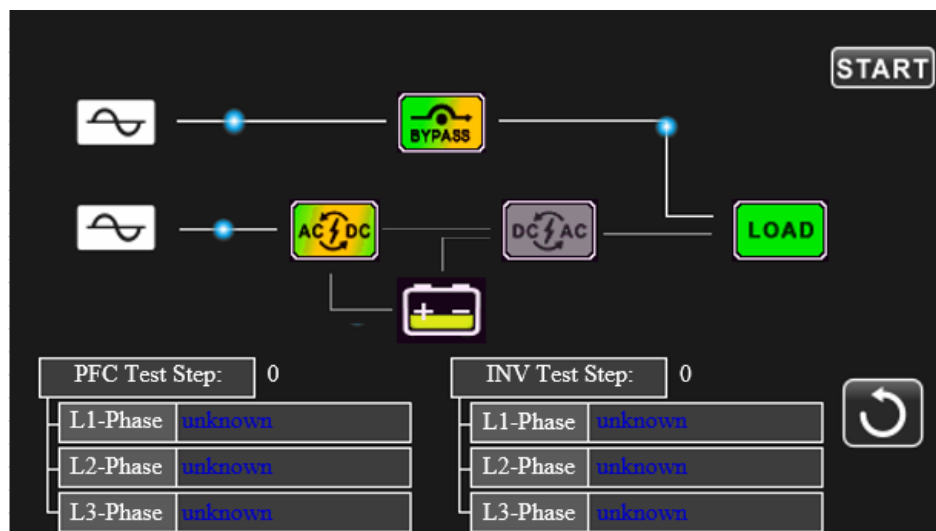 START
BYPASS
AC DC
DC AC
LOAD
+ −
PFC Test Step: 0
L1-Phase unknown
L2-Phase unknown
L3-Phase unknown
INV Test Step: 0
L1-Phase unknown
L2-Phase unknown
L3-Phase unknown